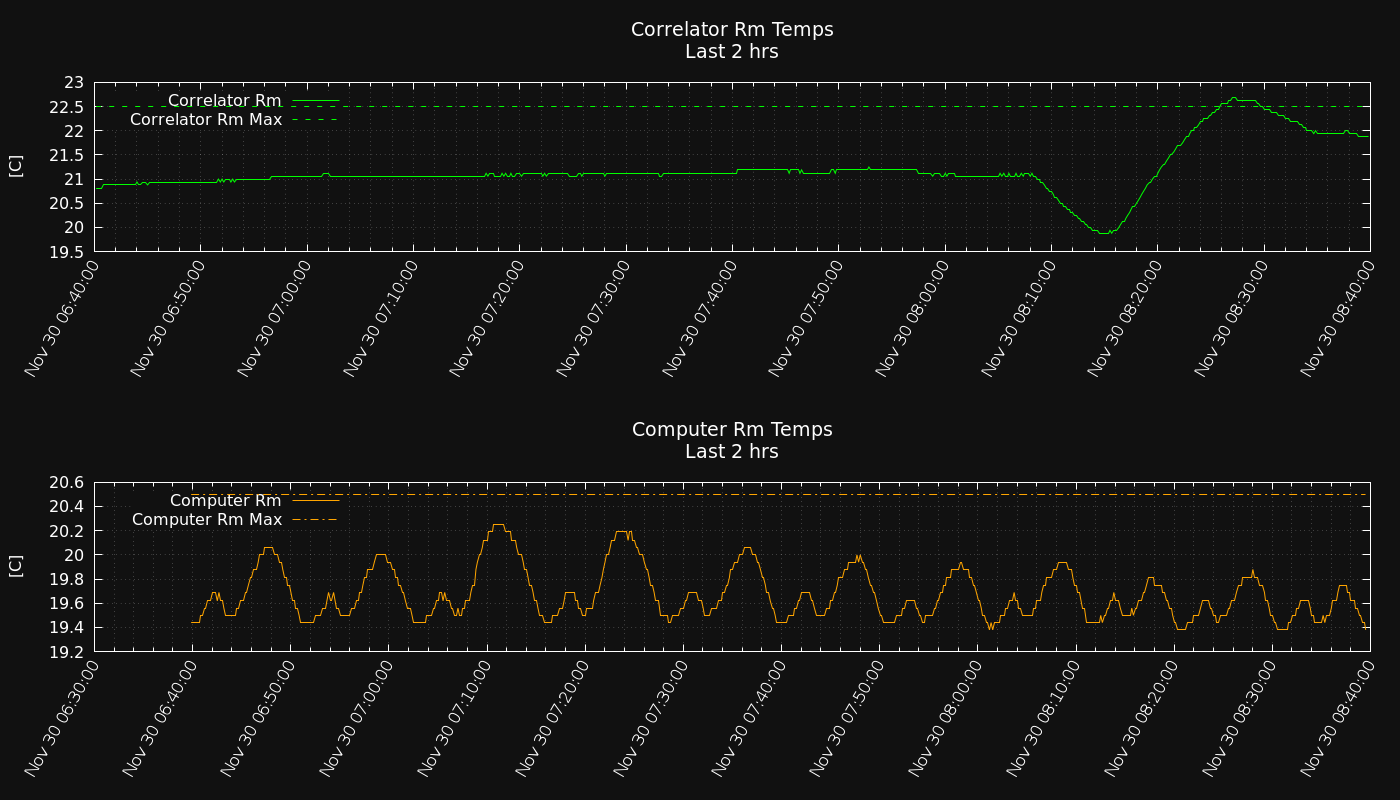 Correlator Rm Temps
Last 2 hrs
Correlator Rm
Correlator Rm Max
[C]
23
22.5
22
21.5
21
20.5
20
19.5
Nov 30 06:40:00
Nov 30 06:50:00
Nov 30 07:00:00
Nov 30 07:10:00
Nov 30 07:20:00
Nov 30 07:30:00
Nov 30 07:40:00
Nov 30 07:50:00
Nov 30 08:00:00
Nov 30 08:10:00
Nov 30 08:20:00
Nov 30 08:30:00
Nov 30 08:40:00
Computer Rm Temps
Last 2 hrs
Computer Rm
Computer Rm Max
[C]
20.6
20.4
20.2
20
19.8
19.6
19.4
19.2
Nov 30 06:30:00
Nov 30 06:40:00
Nov 30 06:50:00
Nov 30 07:00:00
Nov 30 07:10:00
Nov 30 07:20:00
Nov 30 07:30:00
Nov 30 07:40:00
Nov 30 07:50:00
Nov 30 08:00:00
Nov 30 08:10:00
Nov 30 08:20:00
Nov 30 08:30:00
Nov 30 08:40:00